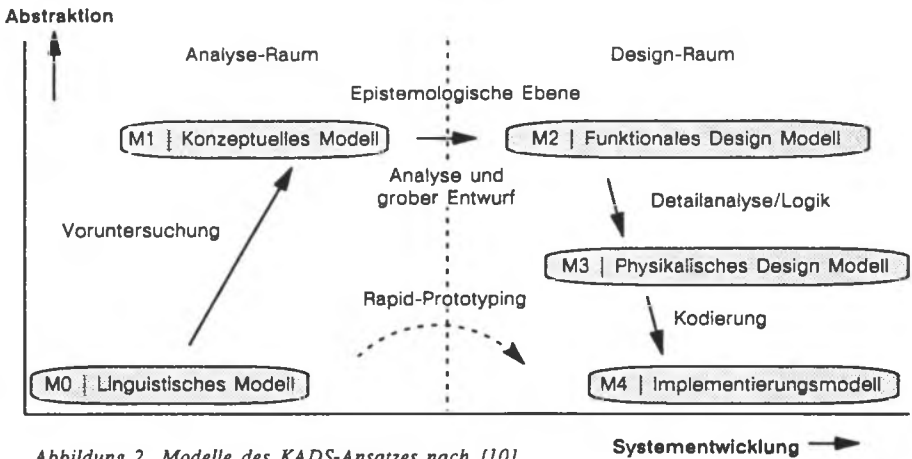 Abstraktion
Analyse-Raum
Design-Raum
Epistemologische Ebene
M1 | Konzeptuelles Modell
M2 | Funktionales Design Modell
Analyse und
grober Entwurf
Detailanalyse/Logik
Voruntersuchung
M3 | Physikalisches Design Modell
Rapid-Prototyping
Kodierung
M0 | Linguistisches Modell
M4 | Implementierungsmodell
Systementwicklung
Abbildung 2. Modelle des KADS-Ansatzes nach [10]